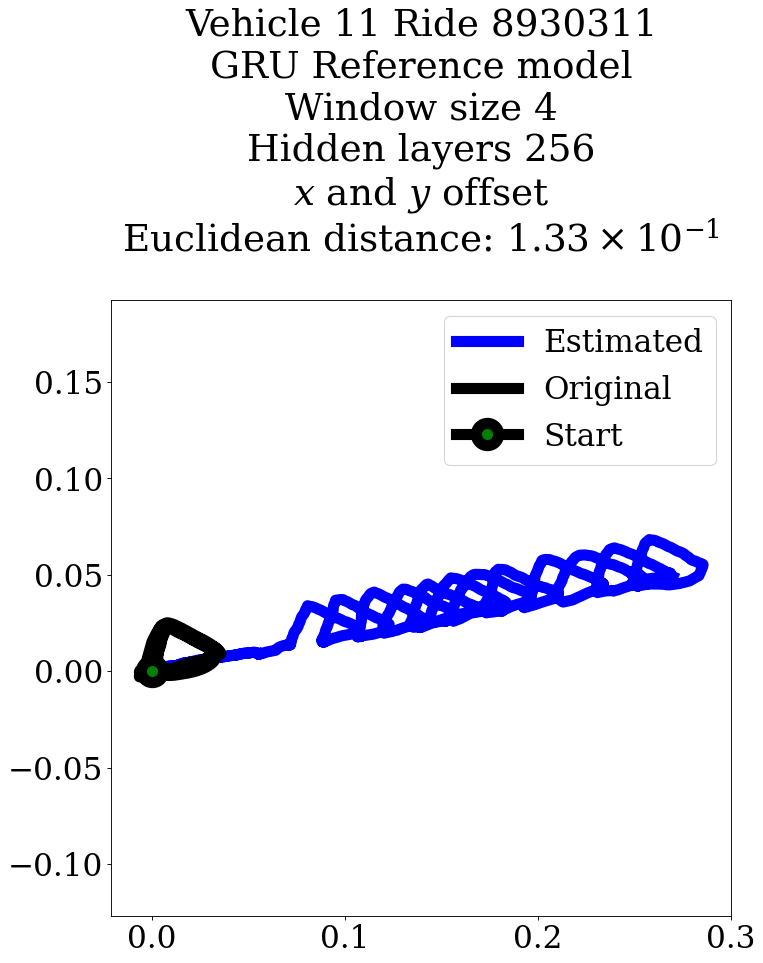 Vehicle 11 Ride 8930311
GRU Reference model
Window size 4
Hidden layers 256
x and y offset
Euclidean distance: 1.33 × 10⁻¹
Estimated
Original
Start
0.15
0.10
0.05
0.00
−0.05
−0.10
0.0 0.1 0.2 0.3